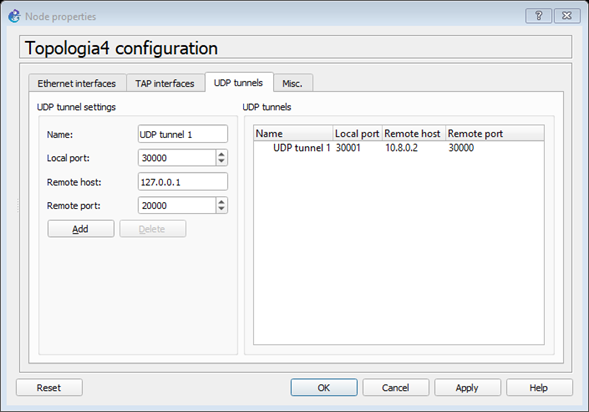 Node properties
?
Topologia4 configuration
Ethernet interfaces TAP interfaces UDP tunnels Misc.
UDP tunnel settings
Name: UDP tunnel 1
Local port: 30000
Remote host: 127.0.0.1
Remote port: 20000
Add Delete
UDP tunnels
Name Local port Remote host Remote port
UDP tunnel 1 30001 10.8.0.2 30000
Reset OK Cancel Apply Help